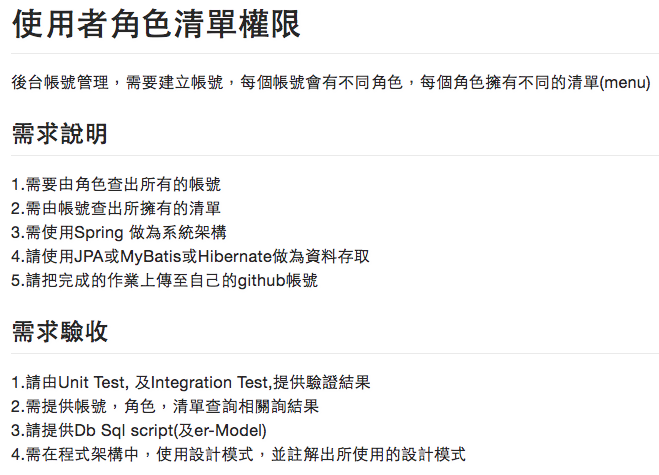 使用者角色清單權限
後台帳號管理，需要建立帳號，每個帳號會有不同角色，每個角色擁有不同的清單(menu)
需求說明
1.需要由角色查出所有的帳號
2.需由帳號查出所擁有的清單
3.需使用Spring 做為系統架構
4.請使用JPA或MyBatis或Hibernate做為資料存取
5.請把完成的作業上傳至自己的github帳號
需求驗收
1.請由Unit Test, 及Integration Test,提供驗證結果
2.需提供帳號，角色，清單查詢相關詢結果
3.請提供Db Sql script(及er-Model)
4.需在程式架構中，使用設計模式，並註解出所使用的設計模式